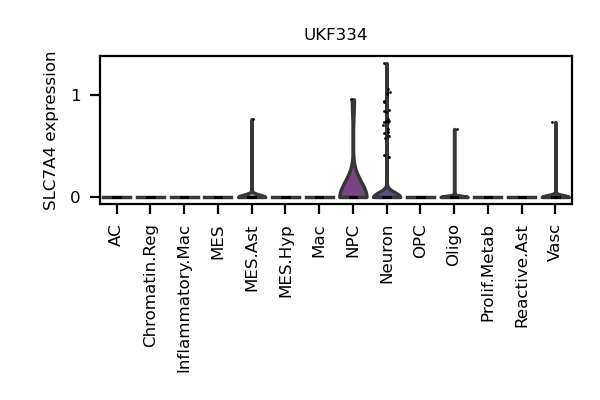 UKF334
SLC7A4 expression
1
0
AC
Chromatin.Reg
Inflammatory.Mac
MES
MES.Ast
MES.Hyp
Mac
NPC
Neuron
OPC
Oligo
Prolif.Metab
Reactive.Ast
Vasc